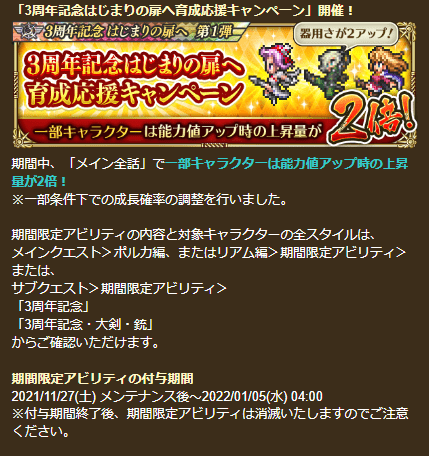 「3周年記念はじまりの扉へ育成応援キャンペーン」開催！
3周年記念 はじまりの扉へ 第1弾
器用さが2アップ！
3周年記念はじまりの扉へ
育成応援キャンペーン
一部キャラクターは能力値アップ時の上昇量が
2倍!
期間中、「メイン全話」で一部キャラクターは能力値アップ時の上昇
量が2倍！
※一部条件下での成長確率の調整を行いました。
期間限定アビリティの内容と対象キャラクターの全スタイルは、
メインクエスト＞ポルカ編、またはリアム編＞期間限定アビリティ＞
または、
サブクエスト＞期間限定アビリティ＞
「3周年記念」
「3周年記念・大剣・銃」
からご確認いただけます。
期間限定アビリティの付与期間
2021/11/27(土) メンテナンス後～2022/01/05(水) 04:00
※付与期間終了後、期間限定アビリティは消滅いたしますのでご注意
ください。